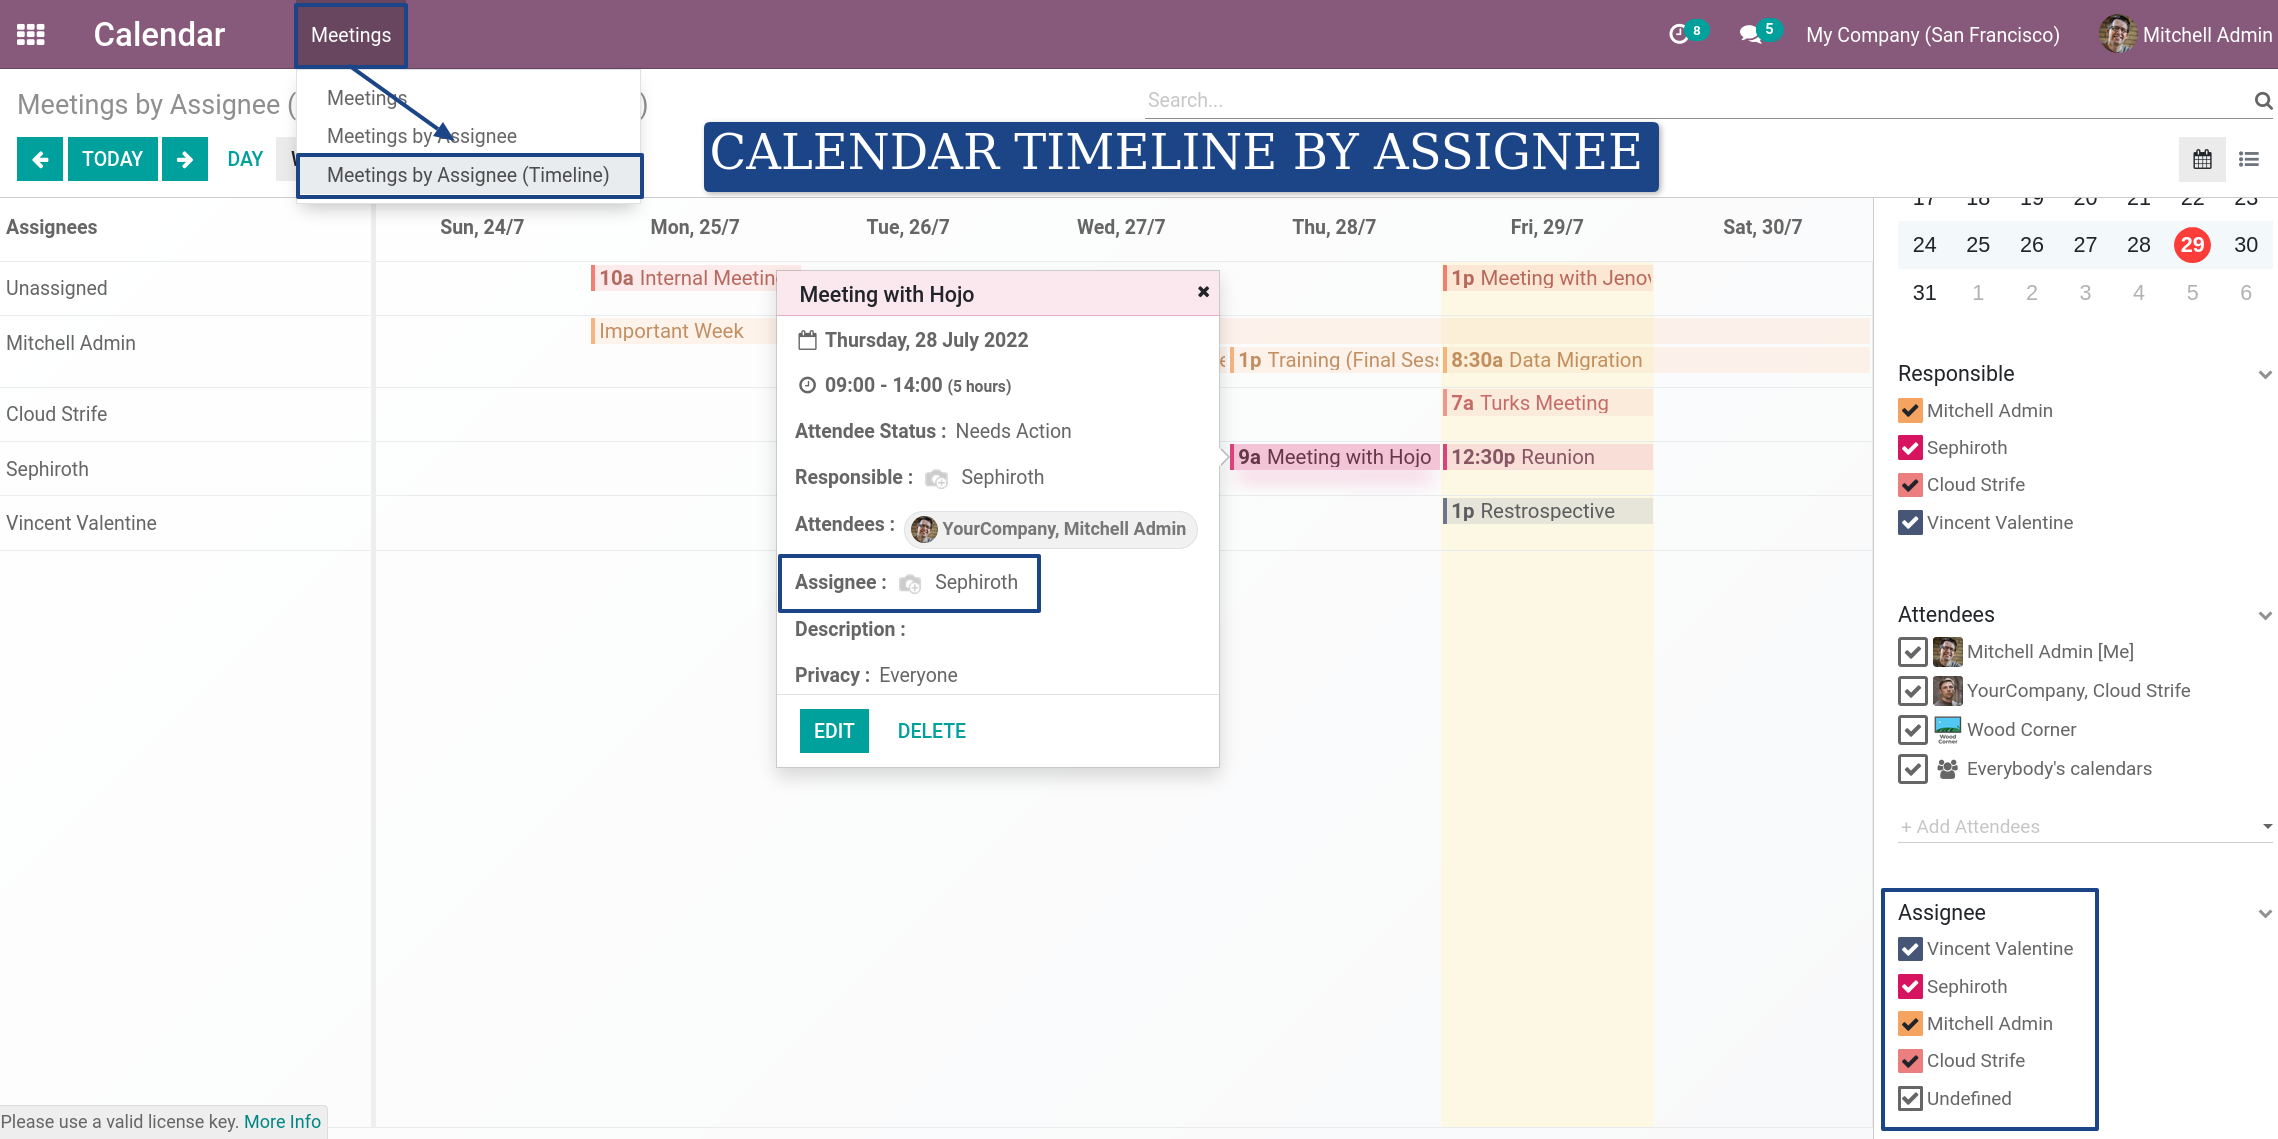 Calendar
Meetings
8
5
My Company (San Francisco)
Mitchell Admin
Meetings by Assignee (
)
Meetings
Meetings by Assignee
Meetings by Assignee (Timeline)
Search...
TODAY
DAY
CALENDAR TIMELINE BY ASSIGNEE
Assignees
Sun, 24/7
Mon, 25/7
Tue, 26/7
Wed, 27/7
Thu, 28/7
Fri, 29/7
Sat, 30/7
Unassigned
10a Internal Meeting
1p Meeting with Jenov
Mitchell Admin
Important Week
1p Training (Final Sess
8:30a Data Migration
Cloud Strife
7a Turks Meeting
Sephiroth
9a Meeting with Hojo
12:30p Reunion
Vincent Valentine
1p Restrospective
Meeting with Hojo
Thursday, 28 July 2022
09:00 - 14:00 (5 hours)
Attendee Status : Needs Action
Responsible : Sephiroth
Attendees : YourCompany, Mitchell Admin
Assignee : Sephiroth
Description :
Privacy : Everyone
EDIT
DELETE
17 18 19 20 21 22 23
24 25 26 27 28 29 30
31 1 2 3 4 5 6
Responsible
Mitchell Admin
Sephiroth
Cloud Strife
Vincent Valentine
Attendees
Mitchell Admin [Me]
YourCompany, Cloud Strife
Wood Corner
Wood Corner
Everybody's calendars
+ Add Attendees
Assignee
Vincent Valentine
Sephiroth
Mitchell Admin
Cloud Strife
Undefined
Please use a valid license key. More Info